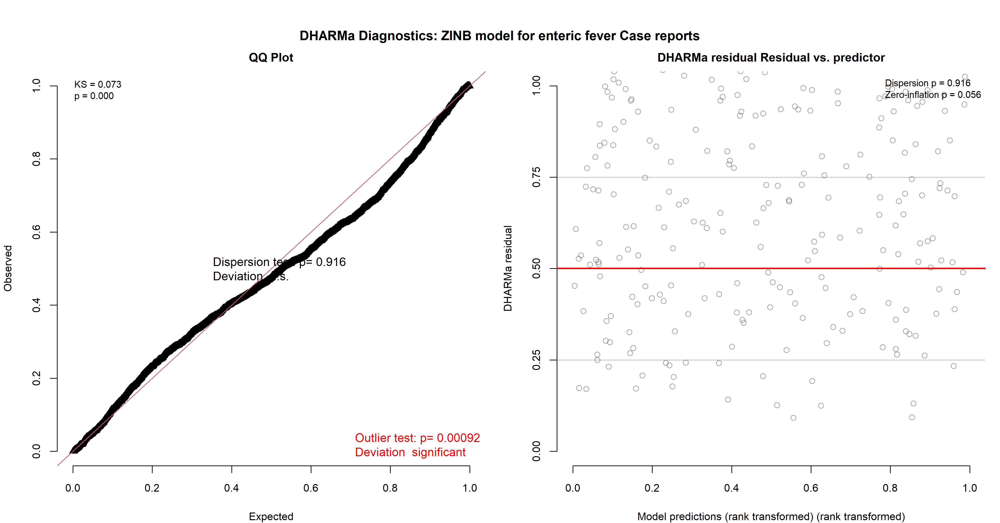 DHARMa Diagnostics: ZINB model for enteric fever Case reports
QQ Plot
KS = 0.073
p = 0.000
1.0
0.8
0.6
0.4
0.2
0.0
Observed
Dispersion test: p= 0.916
Deviation n.s.
Outlier test: p= 0.00092
Deviation significant
0.0 0.2 0.4 0.6 0.8 1.0
Expected
DHARMa residual Residual vs. predictor
Dispersion p = 0.916
Zero-inflation p = 0.056
1.00
0.75
0.50
0.25
0.00
DHARMa residual
0.0 0.2 0.4 0.6 0.8 1.0
Model predictions (rank transformed) (rank transformed)